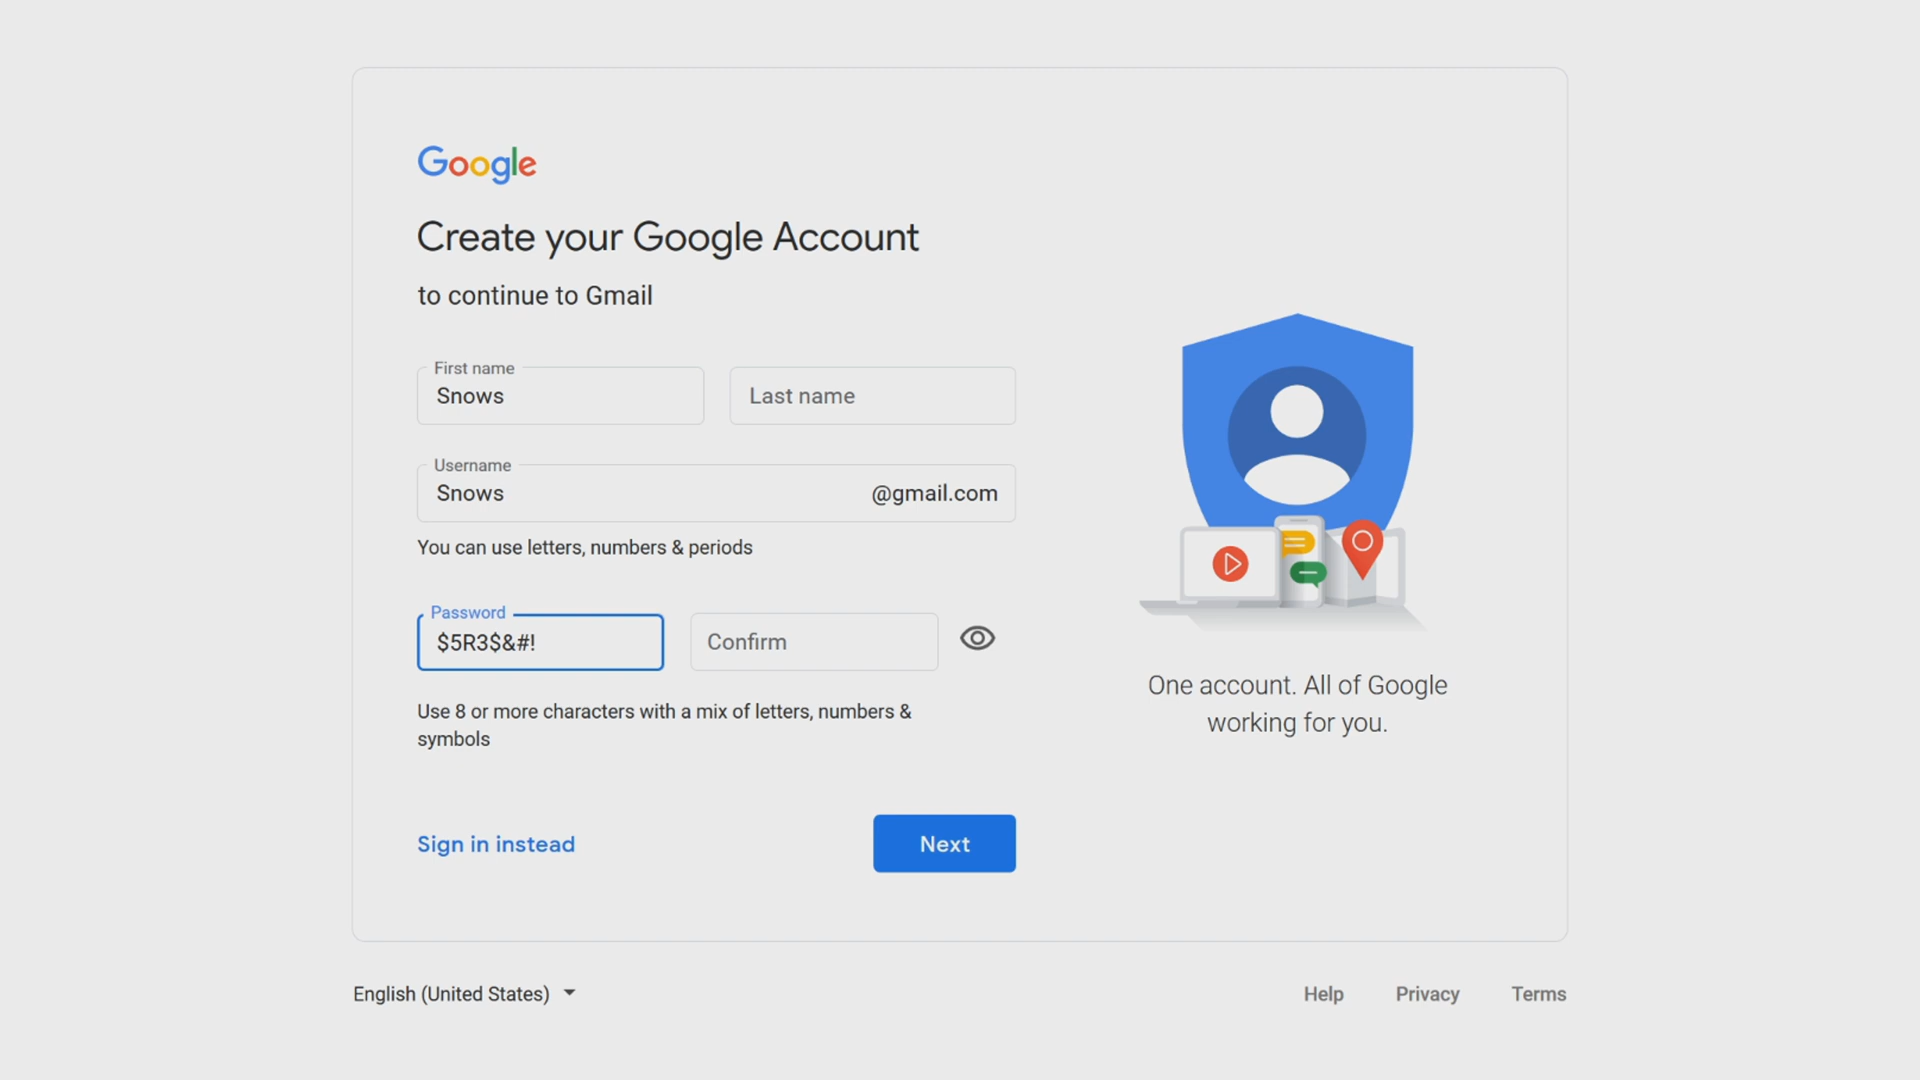 Google
Create your Google Account
to continue to Gmail
First name
Snows
Last name
Username
Snows
@gmail.com
You can use letters, numbers & periods
Password
$5R3$&#!
Confirm
Use 8 or more characters with a mix of letters, numbers &
symbols
Sign in instead
Next
One account. All of Google
working for you.
English (United States)
Help
Privacy
Terms